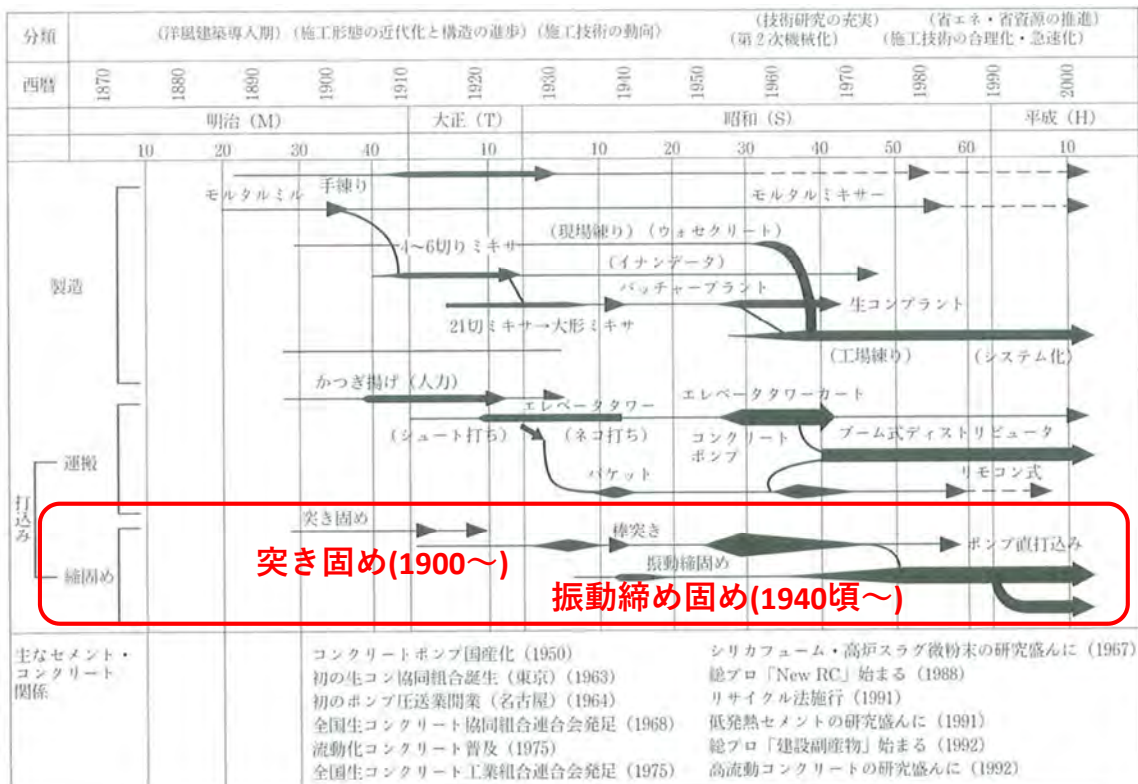 分類
(洋風建築導入期) (施工形態の近代化と構造の進歩) (施工技術の動向)
(技術研究の充実) (省エネ・省資源の推進)
(第2次機械化) (施工技術の合理化・急速化)
西暦 1870 1880 1890 1900 1910 1920 1930 1940 1950 1960 1970 1980 1990 2000
明治 (M) 大正 (T) 昭和 (S) 平成 (H)
10 20 30 40 10 10 20 30 40 50 60 10
製造
手練り
モルタルミル
モルタルミキサー
4~6切りミキサ
(現場練り) (ウォセクリート)
(イナンデータ)
バッチャープラント
生コンプラント
21切ミキサ→大形ミキサ
(工場練り) (システム化)
打込み
運搬
かつぎ揚げ (人力)
エレベータタワー
エレベータタワーカート
(シュート打ち) (ネコ打ち)
コンクリートポンプ
ブーム式ディストリビュータ
バケット
リモコン式
締固め
突き固め
棒突き
ポンプ直打込み
振動締固め
突き固め(1900~)
振動締め固め(1940頃~)
主なセメント・
コンクリート
関係
コンクリートポンプ国産化 (1950)
初の生コン協同組合誕生 (東京) (1963)
初のポンプ圧送業開業 (名古屋) (1964)
全国生コンクリート協同組合連合会発足 (1968)
流動化コンクリート普及 (1975)
全国生コンクリート工業組合連合会発足 (1975)
シリカフューム・高炉スラグ微粉末の研究盛んに (1967)
総プロ「New RC」始まる (1988)
リサイクル法施行 (1991)
低発熱セメントの研究盛んに (1991)
総プロ「建設副産物」始まる (1992)
高流動コンクリートの研究盛んに (1992)